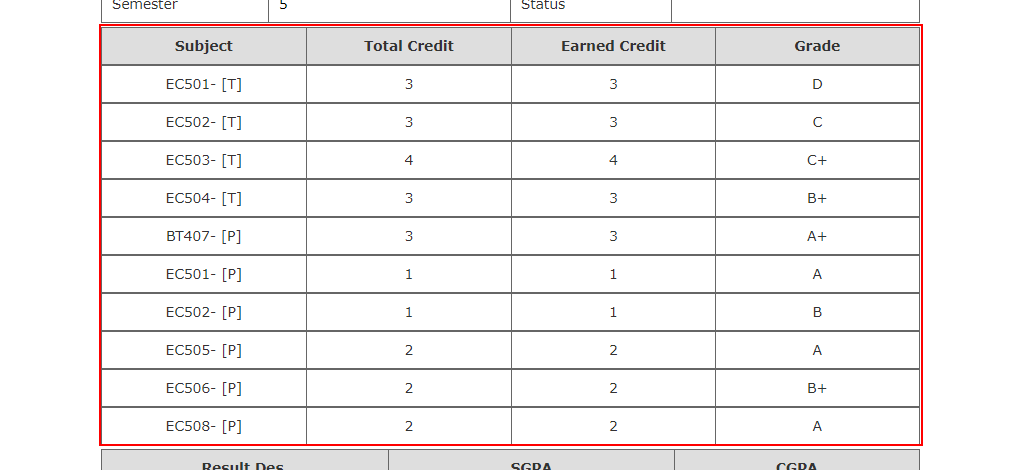 Semester 5 Status
Subject Total Credit Earned Credit Grade
EC501- [T] 3 3 D
EC502- [T] 3 3 C
EC503- [T] 4 4 C+
EC504- [T] 3 3 B+
BT407- [P] 3 3 A+
EC501- [P] 1 1 A
EC502- [P] 1 1 B
EC505- [P] 2 2 A
EC506- [P] 2 2 B+
EC508- [P] 2 2 A
Result Des. SGPA CGPA